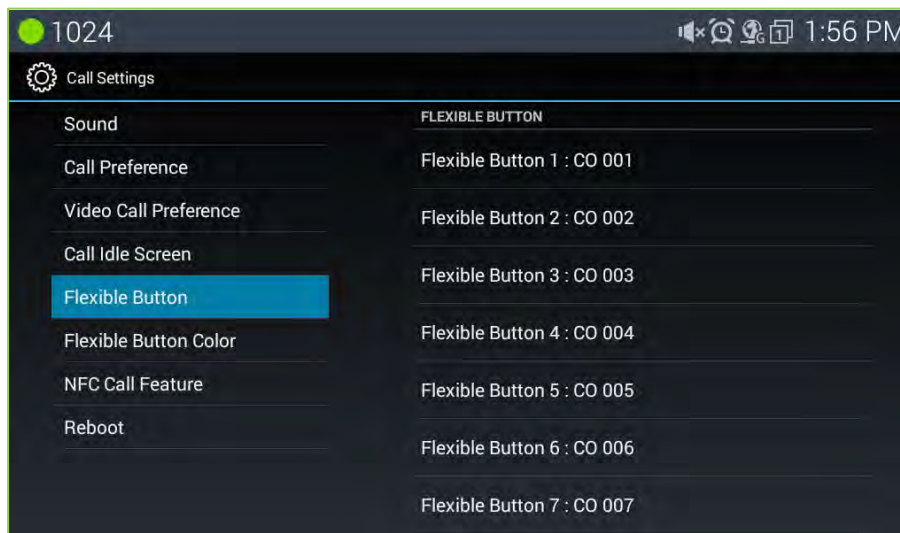 1024
1:56 PM
Call Settings
Sound
Call Preference
Video Call Preference
Call Idle Screen
Flexible Button
Flexible Button Color
NFC Call Feature
Reboot
FLEXIBLE BUTTON
Flexible Button 1 : CO 001
Flexible Button 2 : CO 002
Flexible Button 3 : CO 003
Flexible Button 4 : CO 004
Flexible Button 5 : CO 005
Flexible Button 6 : CO 006
Flexible Button 7 : CO 007